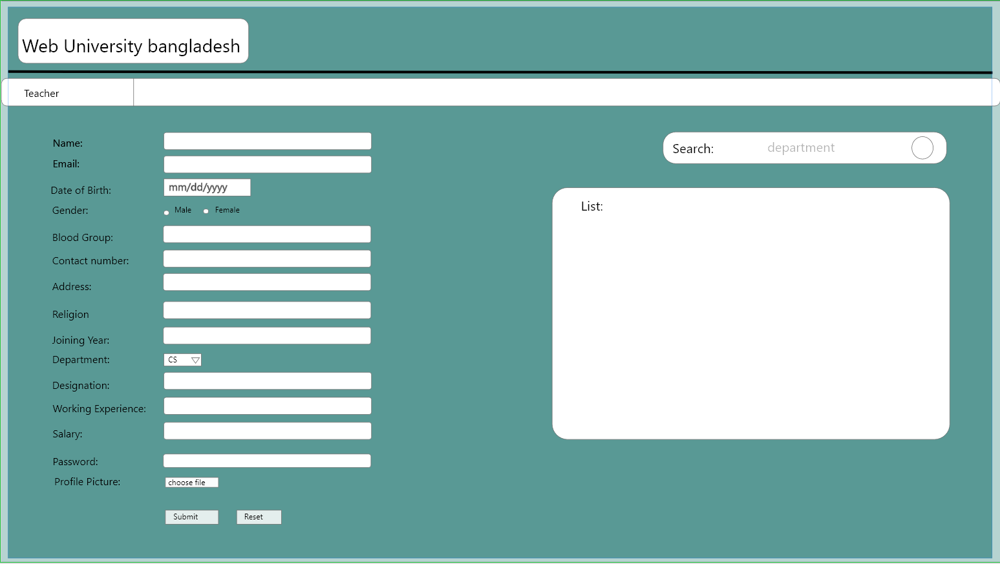 Web University bangladesh
Teacher
Name:
Email:
Date of Birth: mm/dd/yyyy
Gender: Male Female
Blood Group:
Contact number:
Address:
Religion
Joining Year:
Department: CS
Designation:
Working Experience:
Salary:
Password:
Profile Picture: choose file
Submit Reset
Search: department
List: